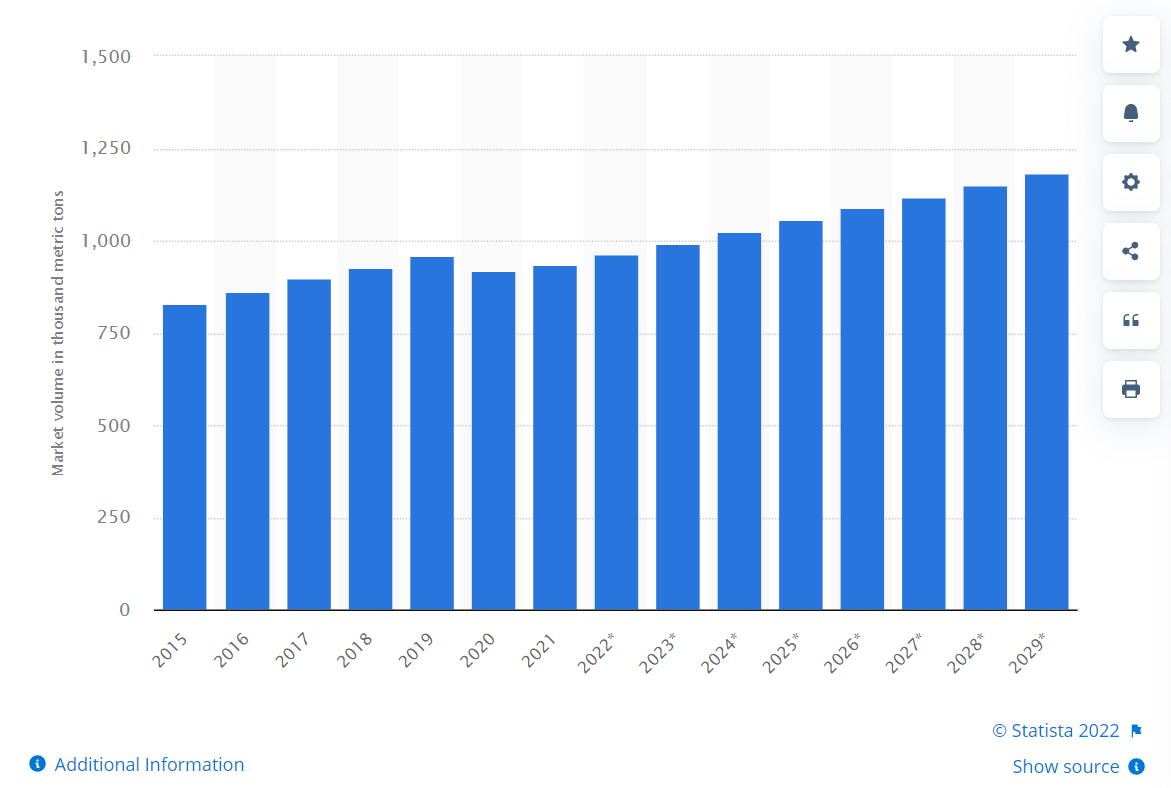 1,500
1,250
1,000
750
500
250
0
Market volume in thousand metric tons
2015 2016 2017 2018 2019 2020 2021 2022* 2023* 2024* 2025* 2026* 2027* 2028* 2029*
© Statista 2022
Additional Information
Show source